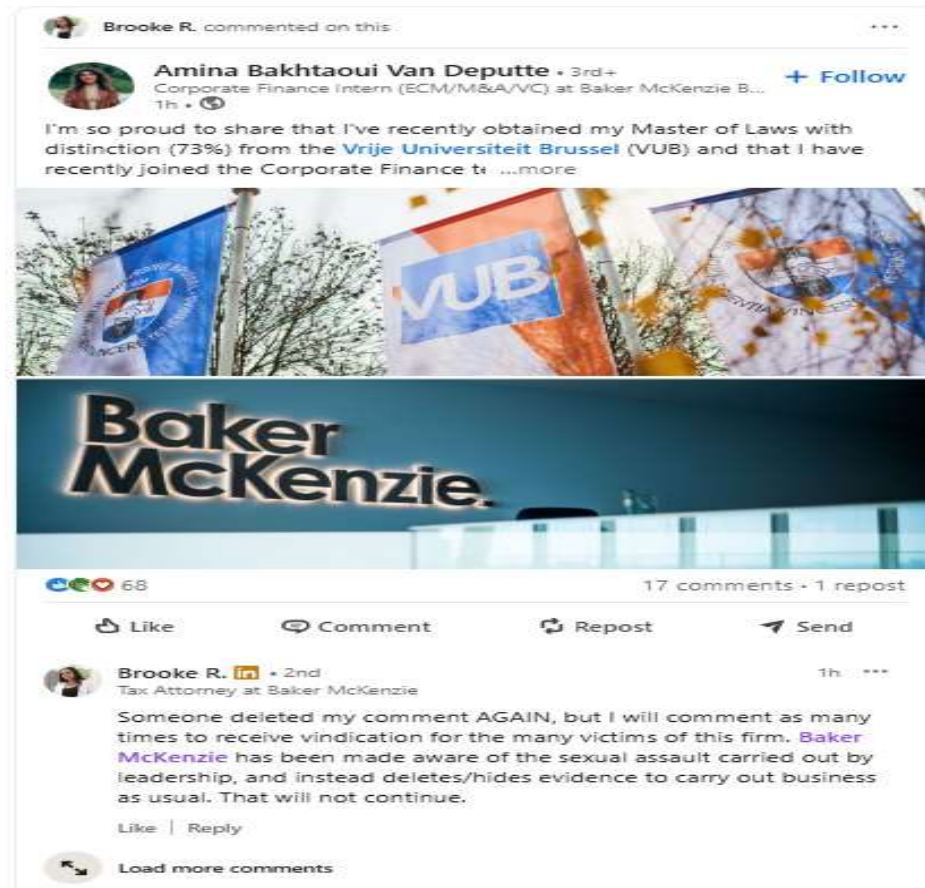 Brooke R. commented on this
Amina Bakhtaoui Van Deputte • 3rd+
+ Follow
Corporate Finance Intern (ECM/M&A/VC) at Baker McKenzie B...
1h •
I'm so proud to share that I've recently obtained my Master of Laws with
distinction (73%) from the Vrije Universiteit Brussel (VUB) and that I have
recently joined the Corporate Finance te ...more
VUB
Baker
McKenzie.
68
17 comments • 1 repost
Like
Comment
Repost
Send
Brooke R. in • 2nd
1h
Tax Attorney at Baker McKenzie
Someone deleted my comment AGAIN, but I will comment as many
times to receive vindication for the many victims of this firm. Baker
McKenzie has been made aware of the sexual assault carried out by
leadership, and instead deletes/hides evidence to carry out business
as usual. That will not continue.
Like | Reply
Load more comments